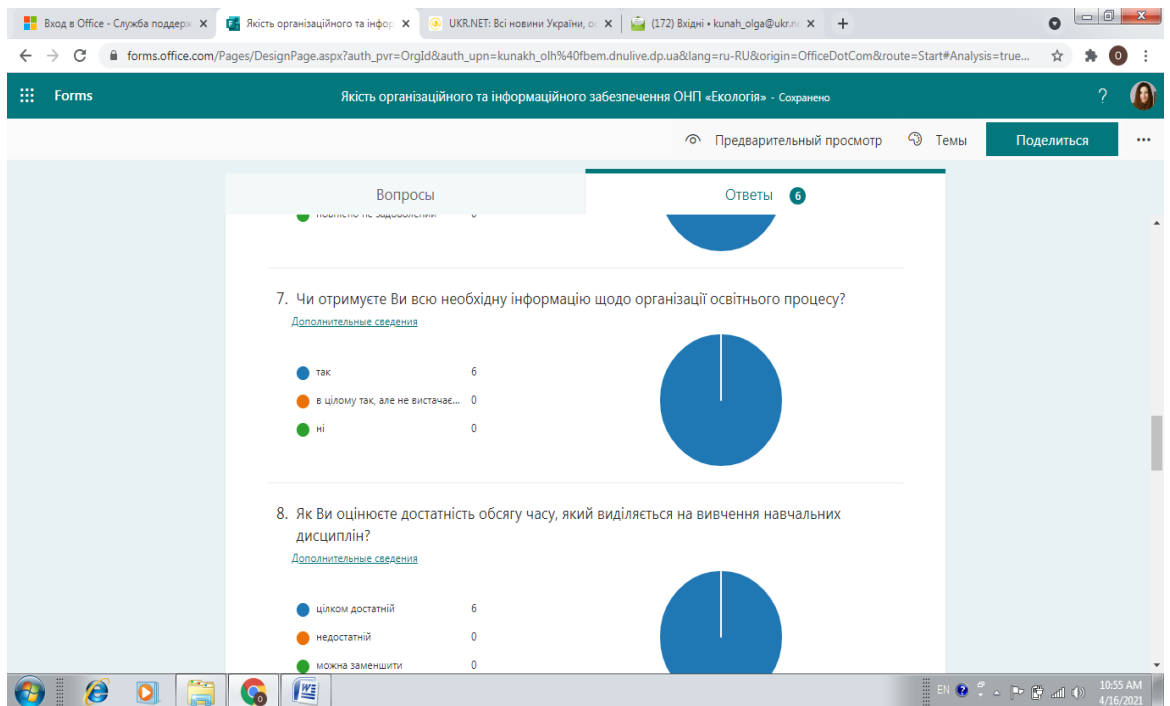 Вход в Office - Служба поддерж
Якість організаційного та інфор
UKR.NET: Всі новини України, ос
(172) Вхідні • kunah_olga@ukr.n
forms.office.com/Pages/DesignPage.aspx?auth_pvr=OrgId&auth_upn=kunakh_olh%40fbem.dnulive.dp.ua&lang=ru-RU&origin=OfficeDotCom&route=Start#Analysis=true...
O
Forms
Якість організаційного та інформаційного забезпечення ОНП «Екологія» - Сохранено
?
Предварительный просмотр
Темы
Поделиться
Вопросы
Ответы 6
7. Чи отримуєте Ви всю необхідну інформацію щодо організації освітнього процесу?
Дополнительные сведения
так 6
в цілому так, але не вистачає... 0
ні 0
8. Як Ви оцінюєте достатність обсягу часу, який виділяється на вивчення навчальних
дисциплін?
Дополнительные сведения
цілком достатній 6
недостатній 0
можна заменшити 0
EN
10:55 AM
4/16/2021